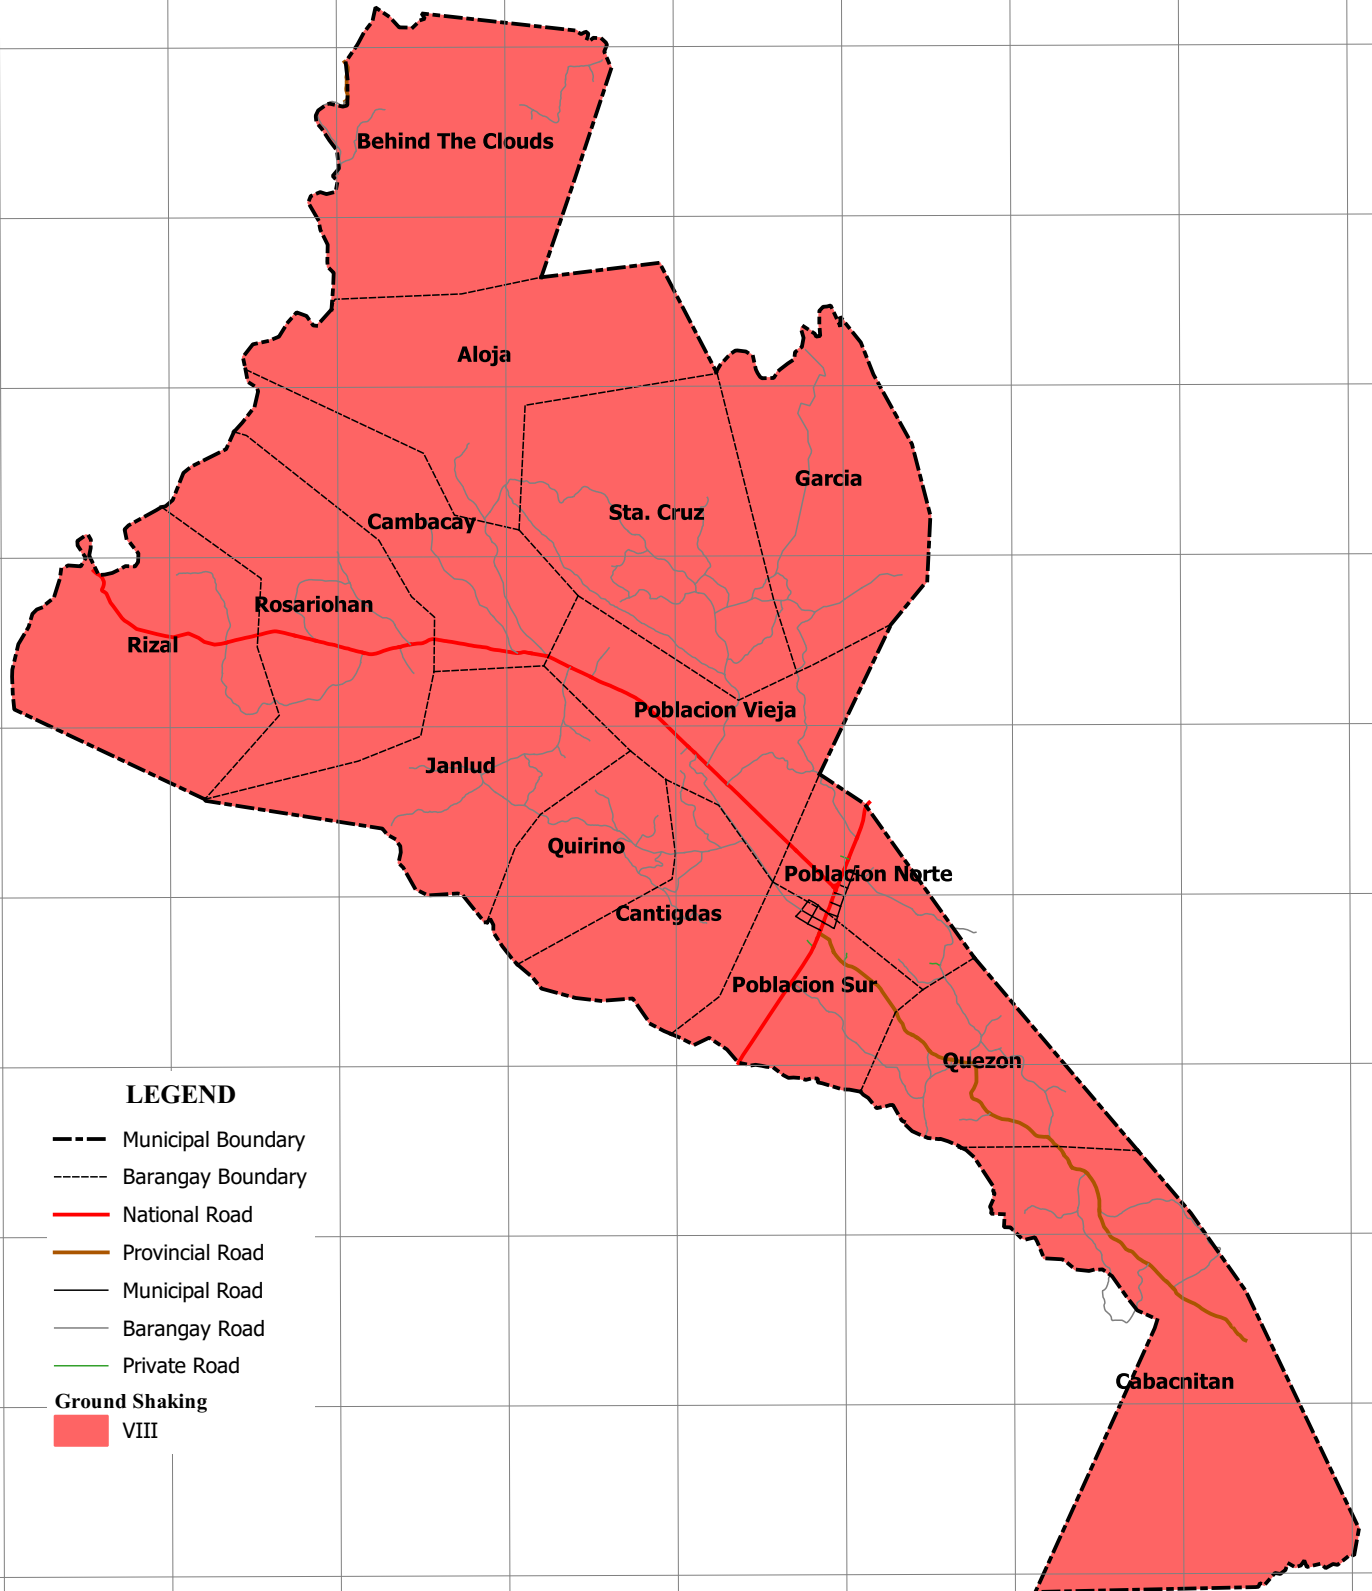 Behind The Clouds
Aloja
Garcia
Sta. Cruz
Cambacay
Rosariohan
Rizal
Poblacion Vieja
Janlud
Quirino
Poblacion Norte
Cantigdas
Poblacion Sur
Quezon
Cabacnitan
LEGEND
Municipal Boundary
Barangay Boundary
National Road
Provincial Road
Municipal Road
Barangay Road
Private Road
Ground Shaking
VIII